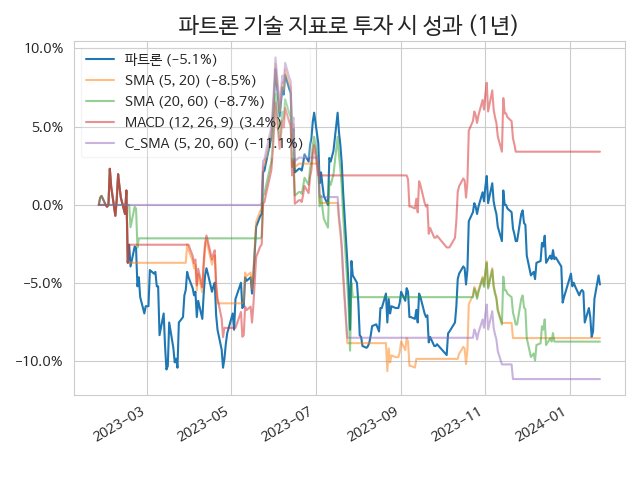 파트론 기술 지표로 투자 시 성과 (1년)
10.0%
5.0%
0.0%
−5.0%
−10.0%
파트론 (−5.1%)
SMA (5, 20) (−8.5%)
SMA (20, 60) (−8.7%)
MACD (12, 26, 9) (3.4%)
C_SMA (5, 20, 60) (−11.1%)
2023-03
2023-05
2023-07
2023-09
2023-11
2024-01